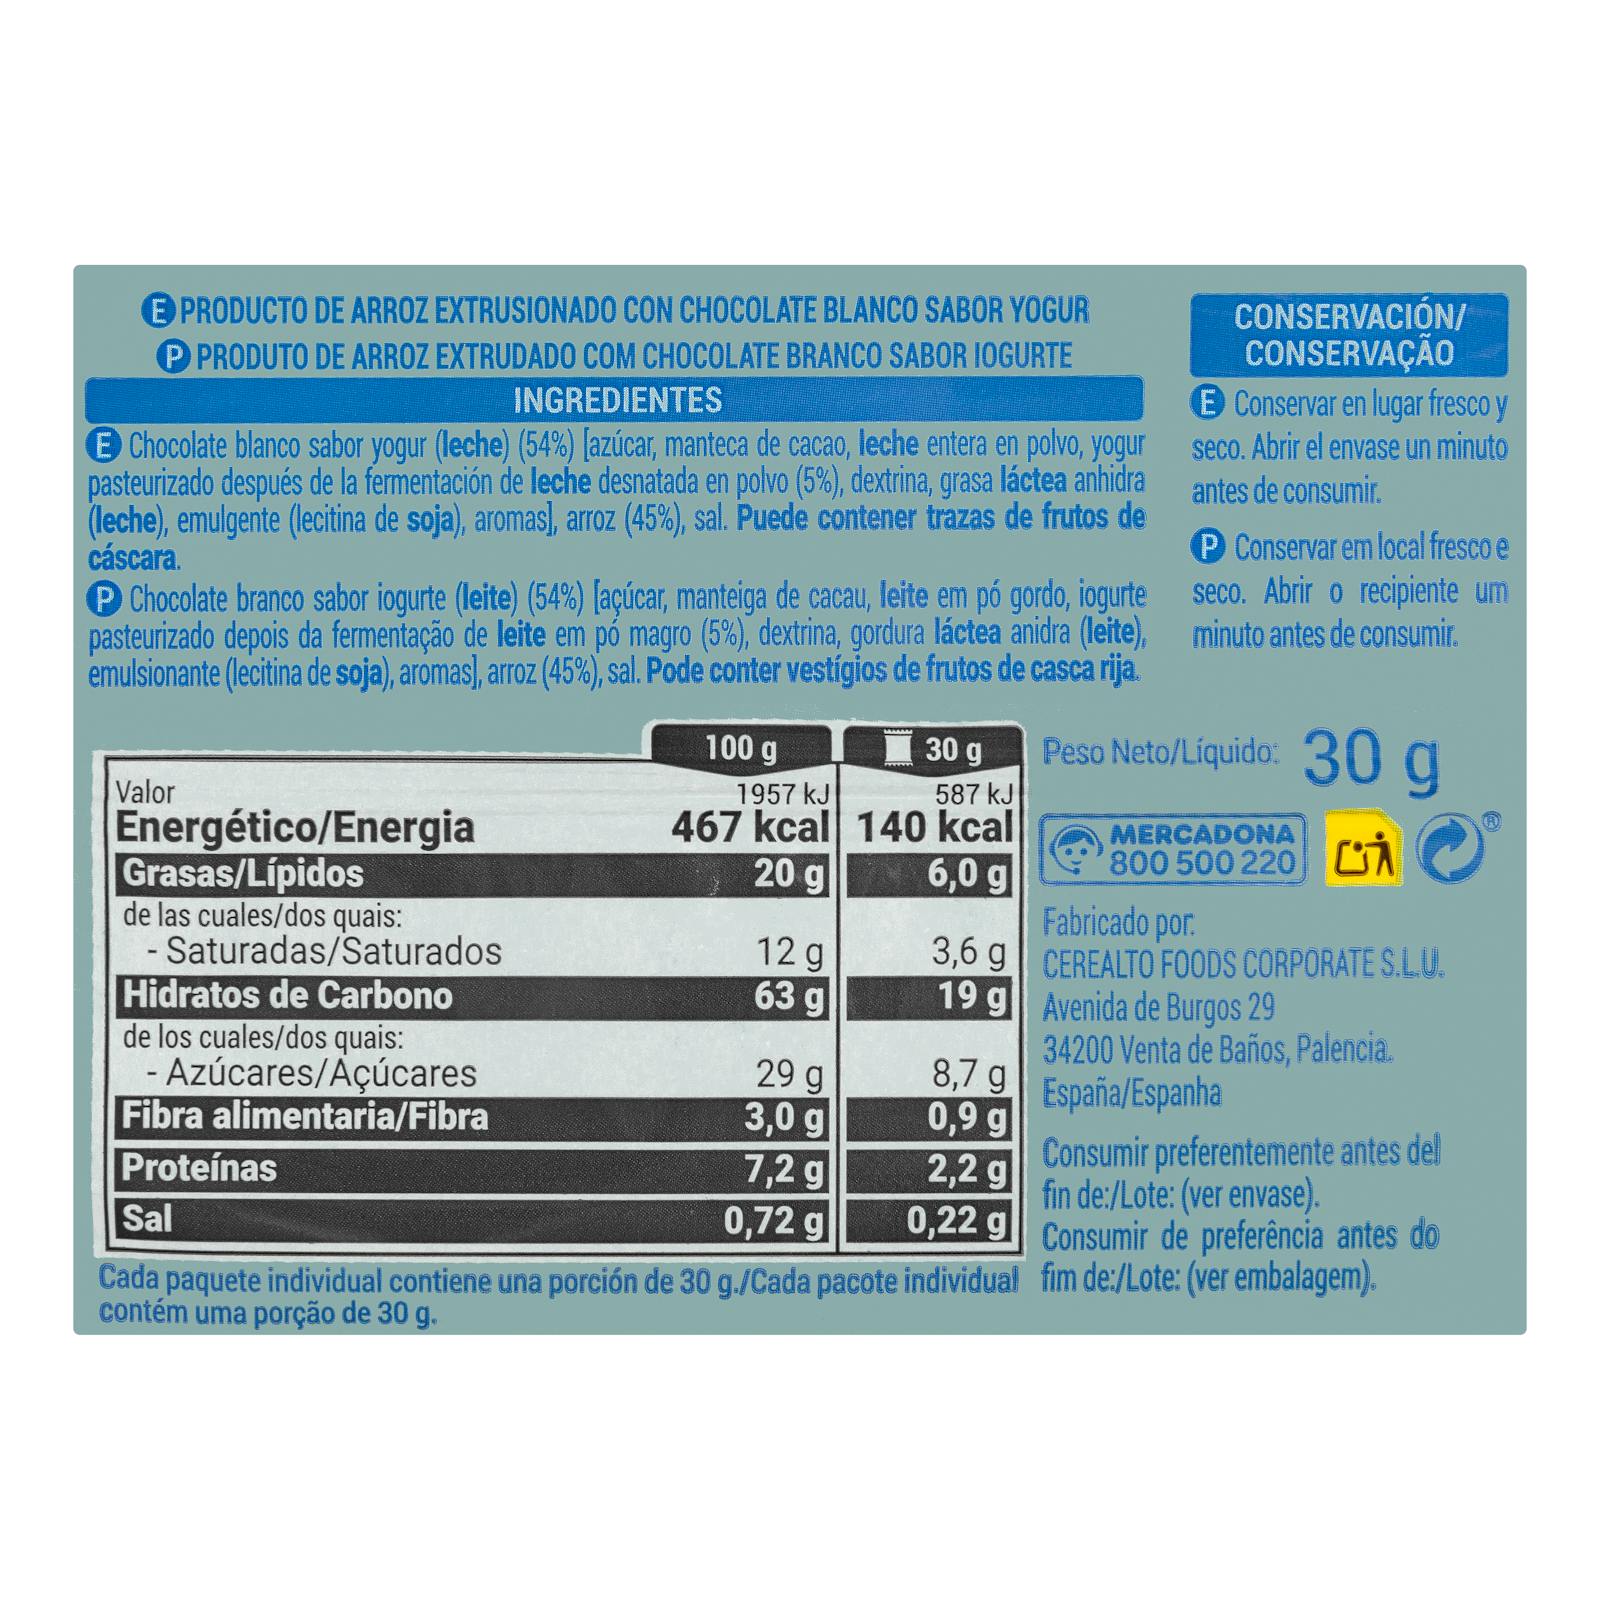 E PRODUCTO DE ARROZ EXTRUSIONADO CON CHOCOLATE BLANCO SABOR YOGUR
P PRODUTO DE ARROZ EXTRUDADO COM CHOCOLATE BRANCO SABOR IOGURTE
INGREDIENTES
E Chocolate blanco sabor yogur (leche) (54%) [azúcar, manteca de cacao, leche entera en polvo, yogur
pasteurizado después de la fermentación de leche desnatada en polvo (5%), dextrina, grasa láctea anhidra
(leche), emulgente (lecitina de soja), aromas], arroz (45%), sal. Puede contener trazas de frutos de
cáscara.
P Chocolate branco sabor iogurte (leite) (54%) [açúcar, manteiga de cacau, leite em pó gordo, iogurte
pasteurizado depois da fermentação de leite em pó magro (5%), dextrina, gordura láctea anidra (leite),
emulsionante (lecitina de soja), aromas], arroz (45%), sal. Pode conter vestígios de frutos de casca rija.
CONSERVACIÓN/
CONSERVAÇÃO
E Conservar en lugar fresco y
seco. Abrir el envase un minuto
antes de consumir.
P Conservar em local fresco e
seco. Abrir o recipiente um
minuto antes de consumir.
100 g 30 g
Valor 1957 kJ 587 kJ
Energético/Energia 467 kcal 140 kcal
Grasas/Lípidos 20 g 6,0 g
de las cuales/dos quais:
- Saturadas/Saturados 12 g 3,6 g
Hidratos de Carbono 63 g 19 g
de los cuales/dos quais:
- Azúcares/Açúcares 29 g 8,7 g
Fibra alimentaria/Fibra 3,0 g 0,9 g
Proteínas 7,2 g 2,2 g
Sal 0,72 g 0,22 g
Cada paquete individual contiene una porción de 30 g./Cada pacote individual
contém uma porção de 30 g.
Peso Neto/Líquido: 30 g
MERCADONA
800 500 220
®
Fabricado por:
CEREALTO FOODS CORPORATE S.L.U.
Avenida de Burgos 29
34200 Venta de Baños, Palencia.
España/Espanha
Consumir preferentemente antes del
fin de:/Lote: (ver envase).
Consumir de preferência antes do
fim de:/Lote: (ver embalagem).